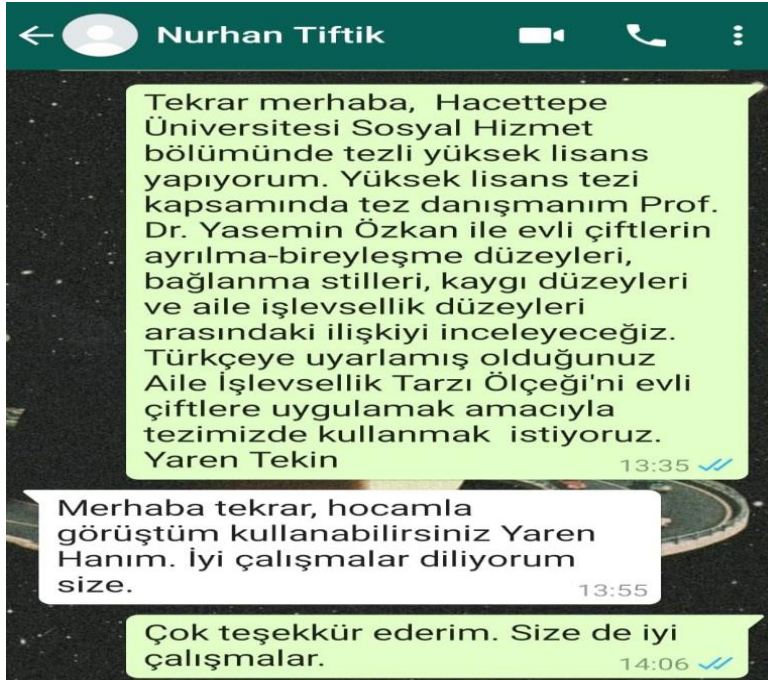 Nurhan Tiftik
Tekrar merhaba, Hacettepe
Üniversitesi Sosyal Hizmet
bölümünde tezli yüksek lisans
yapıyorum. Yüksek lisans tezi
kapsamında tez danışmanım Prof.
Dr. Yasemin Özkan ile evli çiftlerin
ayrılma-bireyleşme düzeyleri,
bağlanma stilleri, kaygı düzeyleri
ve aile işlevsellik düzeyleri
arasındaki ilişkiyi inceleyeceğiz.
Türkçeye uyarlamış olduğunuz
Aile İşlevsellik Tarzı Ölçeği'ni evli
çiftlere uygulamak amacıyla
tezimizde kullanmak istiyoruz.
Yaren Tekin
13:35
Merhaba tekrar, hocamla
görüştüm kullanabilirsiniz Yaren
Hanım. İyi çalışmalar diliyorum
size.
13:55
Çok teşekkür ederim. Size de iyi
çalışmalar.
14:06